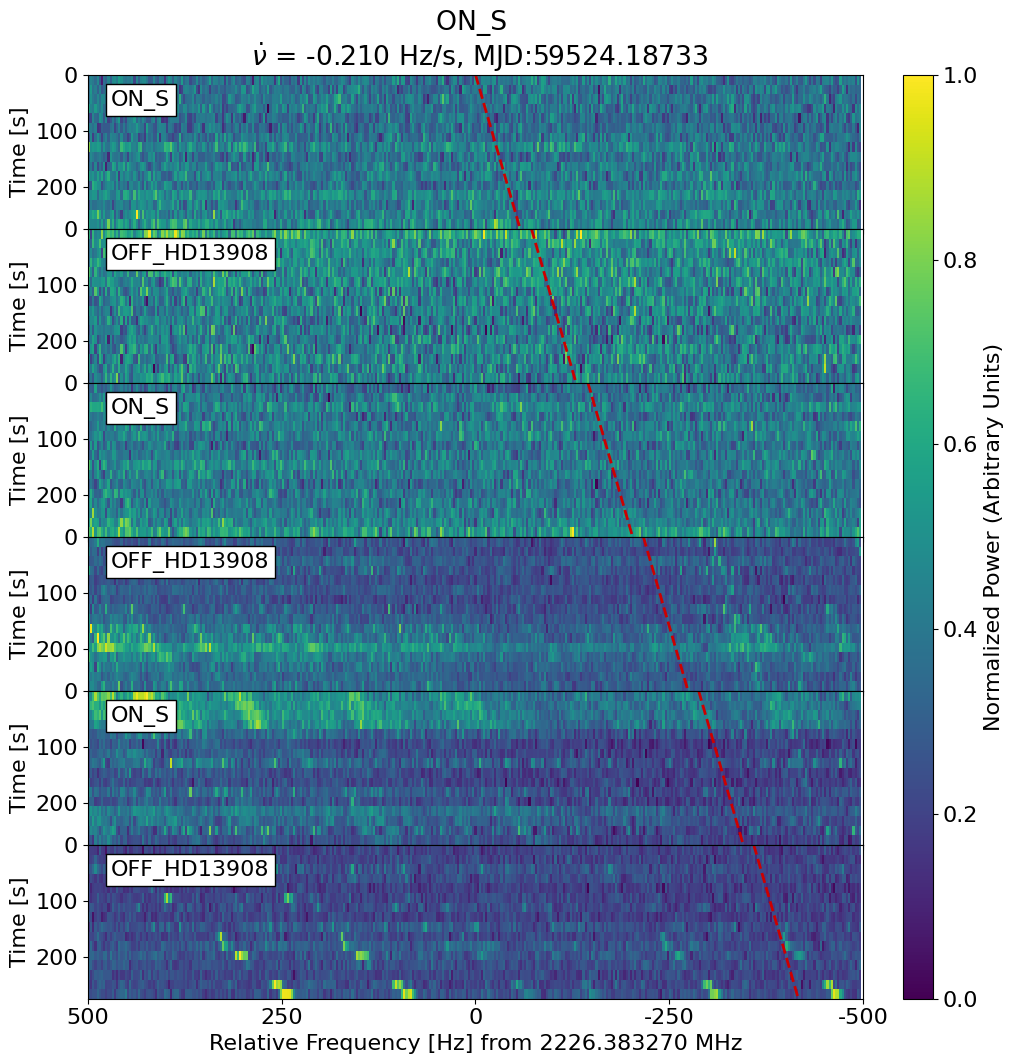 ON_S
ν̇ = -0.210 Hz/s, MJD:59524.18733
0
ON_S
100
200
Time [s]
0
OFF_HD13908
100
200
Time [s]
0
ON_S
100
200
Time [s]
0
OFF_HD13908
100
200
Time [s]
0
ON_S
100
200
Time [s]
0
OFF_HD13908
100
200
Time [s]
500 250 0 -250 -500
Relative Frequency [Hz] from 2226.383270 MHz
1.0
0.8
0.6
0.4
0.2
0.0
Normalized Power (Arbitrary Units)